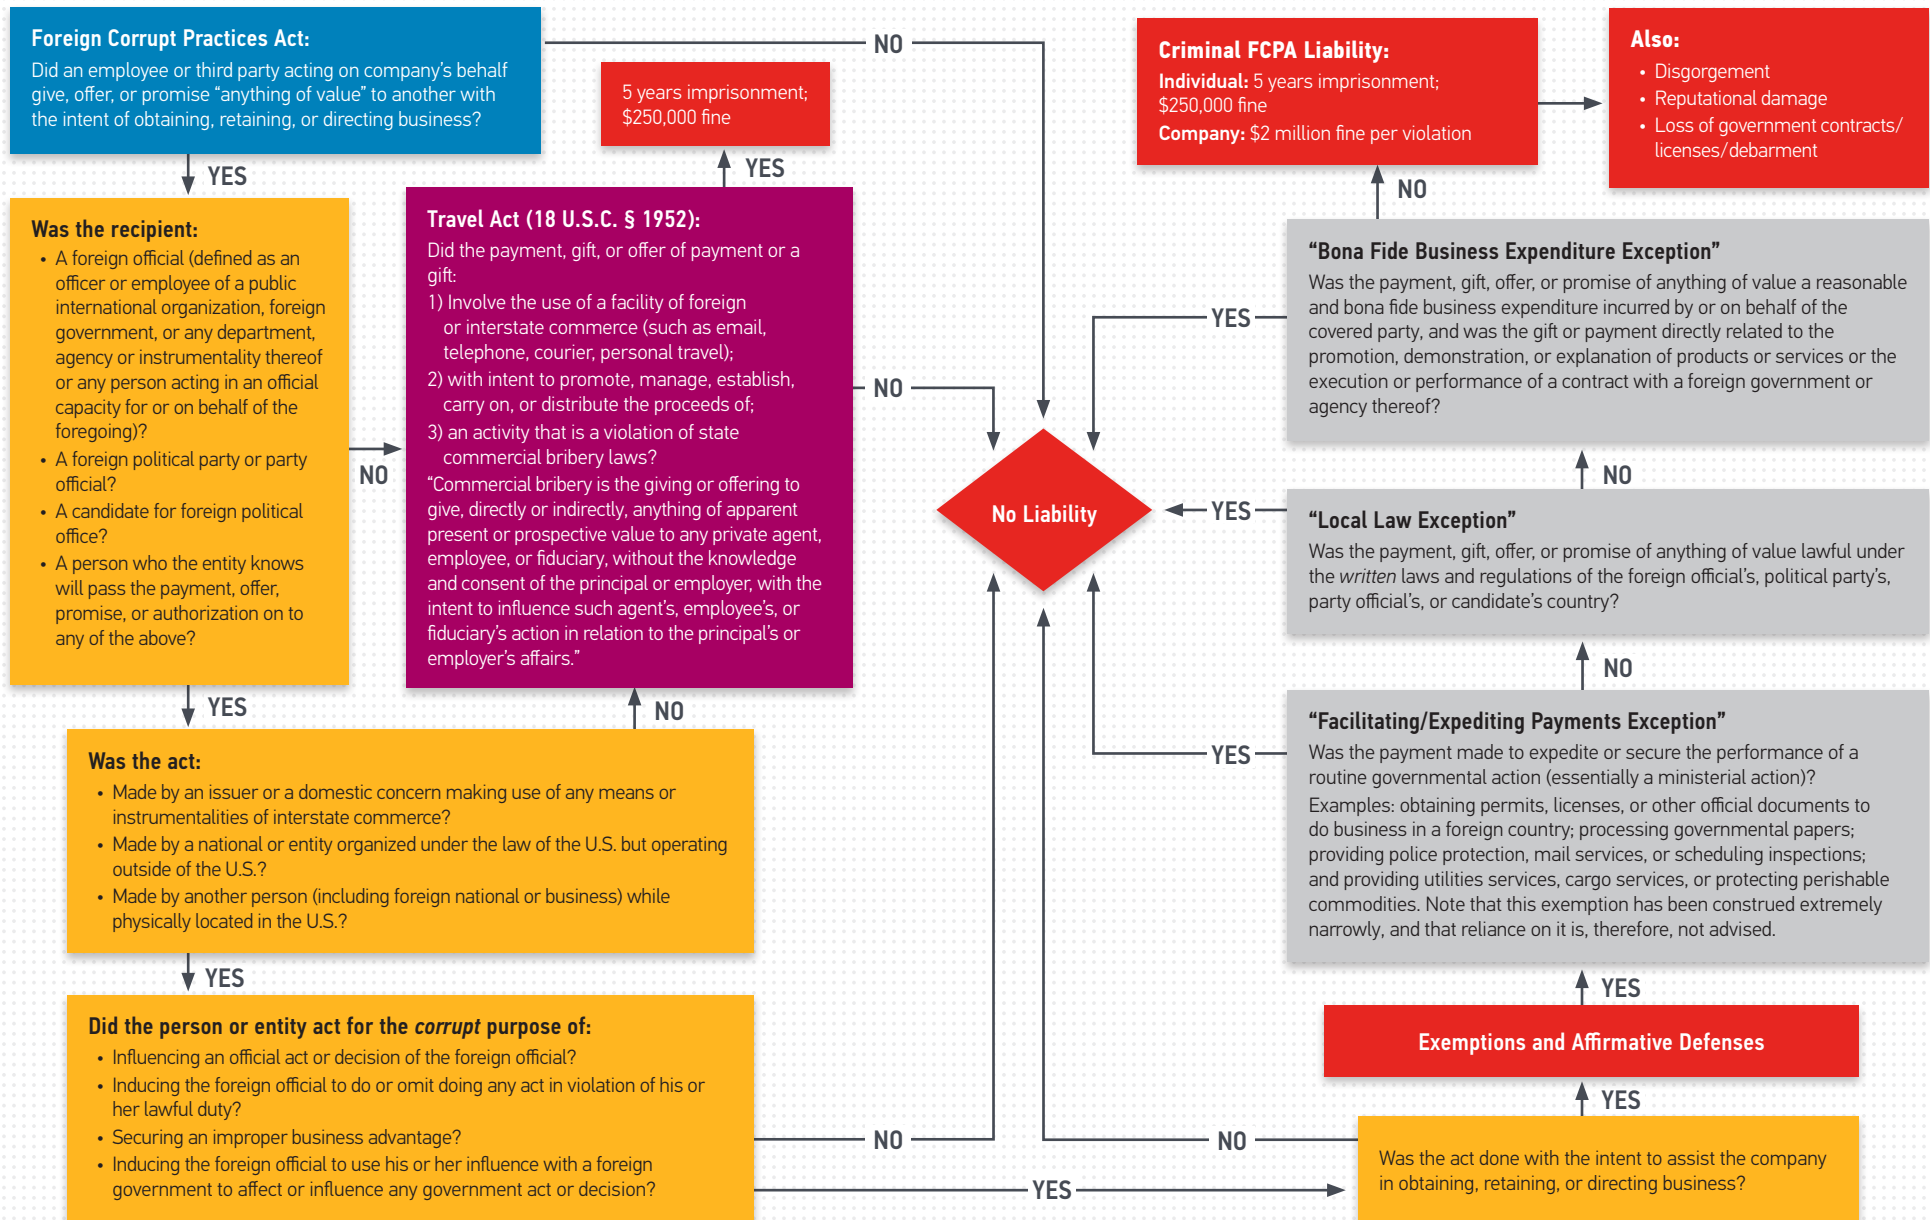 Foreign Corrupt Practices Act:
Did an employee or third party acting on company’s behalf
give, offer, or promise “anything of value” to another with
the intent of obtaining, retaining, or directing business?
NO
YES
5 years imprisonment;
$250,000 fine
YES
Was the recipient:
• A foreign official (defined as an
officer or employee of a public
international organization, foreign
government, or any department,
agency or instrumentality thereof
or any person acting in an official
capacity for or on behalf of the
foregoing)?
• A foreign political party or party
official?
• A candidate for foreign political
office?
• A person who the entity knows
will pass the payment, offer,
promise, or authorization on to
any of the above?
NO
YES
Travel Act (18 U.S.C. § 1952):
Did the payment, gift, or offer of payment or a
gift:
1) Involve the use of a facility of foreign
or interstate commerce (such as email,
telephone, courier, personal travel);
2) with intent to promote, manage, establish,
carry on, or distribute the proceeds of;
3) an activity that is a violation of state
commercial bribery laws?
“Commercial bribery is the giving or offering to
give, directly or indirectly, anything of apparent
present or prospective value to any private agent,
employee, or fiduciary, without the knowledge
and consent of the principal or employer, with the
intent to influence such agent’s, employee’s, or
fiduciary’s action in relation to the principal’s or
employer’s affairs.”
NO
NO
Was the act:
• Made by an issuer or a domestic concern making use of any means or
instrumentalities of interstate commerce?
• Made by a national or entity organized under the law of the U.S. but operating
outside of the U.S.?
• Made by another person (including foreign national or business) while
physically located in the U.S.?
YES
Did the person or entity act for the corrupt purpose of:
• Influencing an official act or decision of the foreign official?
• Inducing the foreign official to do or omit doing any act in violation of his or
her lawful duty?
• Securing an improper business advantage?
• Inducing the foreign official to use his or her influence with a foreign
government to affect or influence any government act or decision?
NO
YES
No Liability
Criminal FCPA Liability:
Individual: 5 years imprisonment;
$250,000 fine
Company: $2 million fine per violation
Also:
• Disgorgement
• Reputational damage
• Loss of government contracts/
licenses/debarment
NO
“Bona Fide Business Expenditure Exception”
Was the payment, gift, offer, or promise of anything of value a reasonable
and bona fide business expenditure incurred by or on behalf of the
covered party, and was the gift or payment directly related to the
promotion, demonstration, or explanation of products or services or the
execution or performance of a contract with a foreign government or
agency thereof?
YES
NO
“Local Law Exception”
Was the payment, gift, offer, or promise of anything of value lawful under
the written laws and regulations of the foreign official’s, political party’s,
party official’s, or candidate’s country?
YES
NO
“Facilitating/Expediting Payments Exception”
Was the payment made to expedite or secure the performance of a
routine governmental action (essentially a ministerial action)?
Examples: obtaining permits, licenses, or other official documents to
do business in a foreign country; processing governmental papers;
providing police protection, mail services, or scheduling inspections;
and providing utilities services, cargo services, or protecting perishable
commodities. Note that this exemption has been construed extremely
narrowly, and that reliance on it is, therefore, not advised.
YES
YES
Exemptions and Affirmative Defenses
YES
Was the act done with the intent to assist the company
in obtaining, retaining, or directing business?
NO